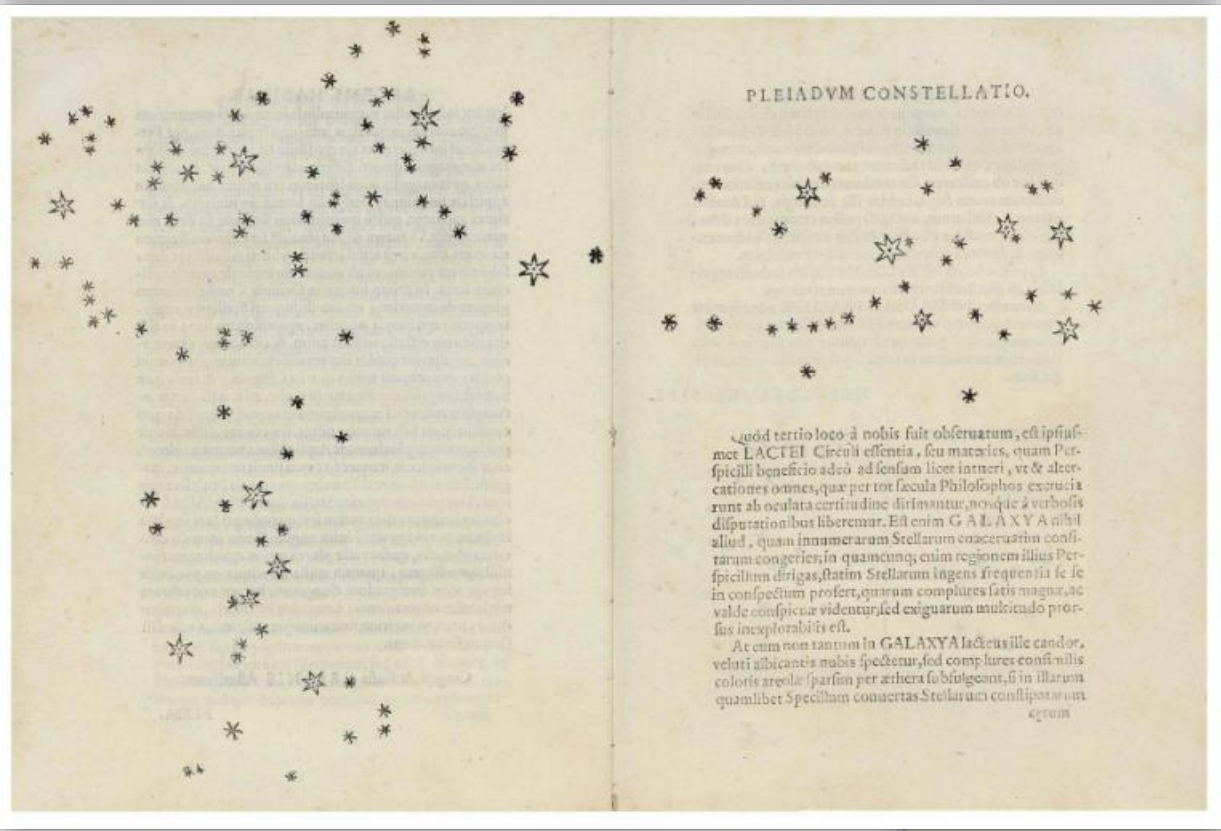 PLEIADVM CONSTELLATIO.
Quòd tertio loco à nobis fuit obseruatum, est ipsius-
met LACTEI Circuli essentia, seu materies, quam Per-
spicilli beneficio adeò ad sensum licet intueri, vt & alter-
cationes omnes, quæ per tot sæcula Philosophos excrucia
runt ab oculata certitudine dirimantur, nosque à verbosis
disputationibus liberemur. Est enim GALAXYA nihil
aliud, quam innumerarum Stellarum coaceruatim consi-
tarum congeries; in quamcunq; enim regionem illius Per-
spicillum dirigas, statim Stellarum ingens frequentia se se
in conspectum profert, quarum complures satis magnæ, ac
valde conspicuæ videntur, sed exiguarum multitudo pror-
sus inexplorabilis est.
At cum non tantum in GALAXYA lacteus ille candor,
veluti albicantis nubis spectetur, sed complures consimilis
coloris areolæ sparsim per æthera subfulgeant, si in illarum
quamlibet Specillum conuertas Stellarum constipatarum
cętum